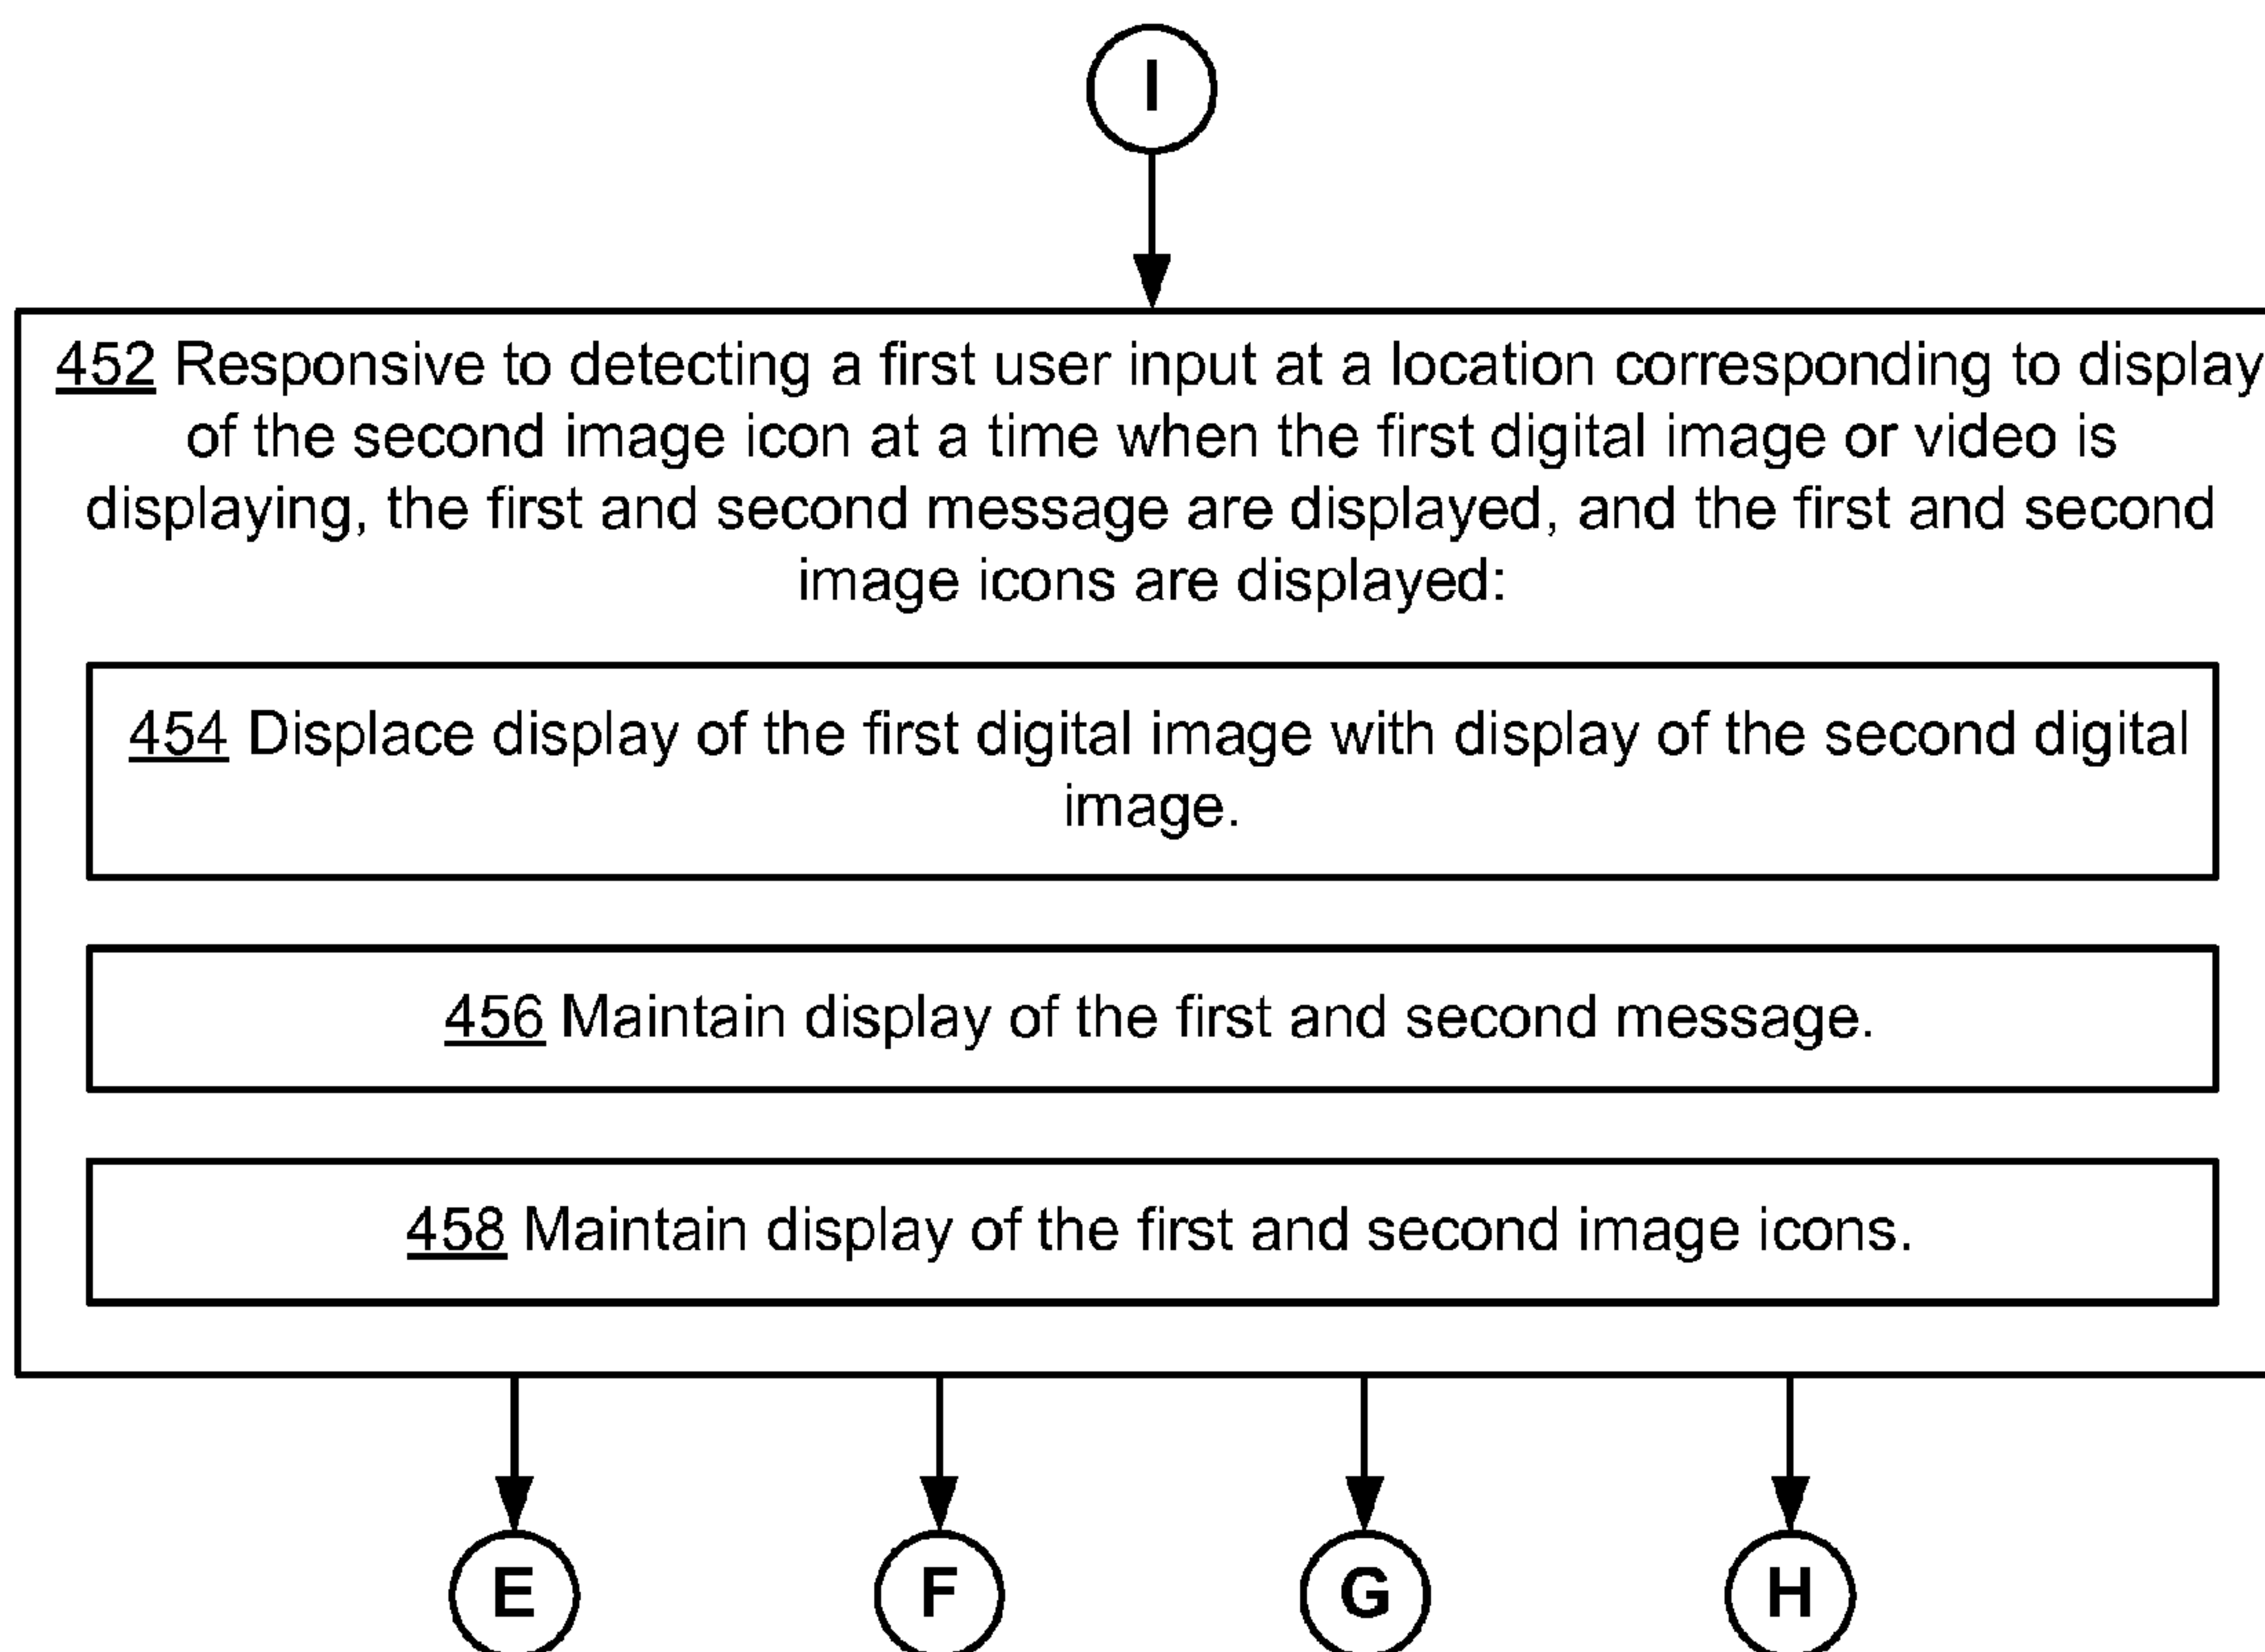 I
452 Responsive to detecting a first user input at a location corresponding to display
of the second image icon at a time when the first digital image or video is
displaying, the first and second message are displayed, and the first and second
image icons are displayed:
454 Displace display of the first digital image with display of the second digital
image.
456 Maintain display of the first and second message.
458 Maintain display of the first and second image icons.
E F G H